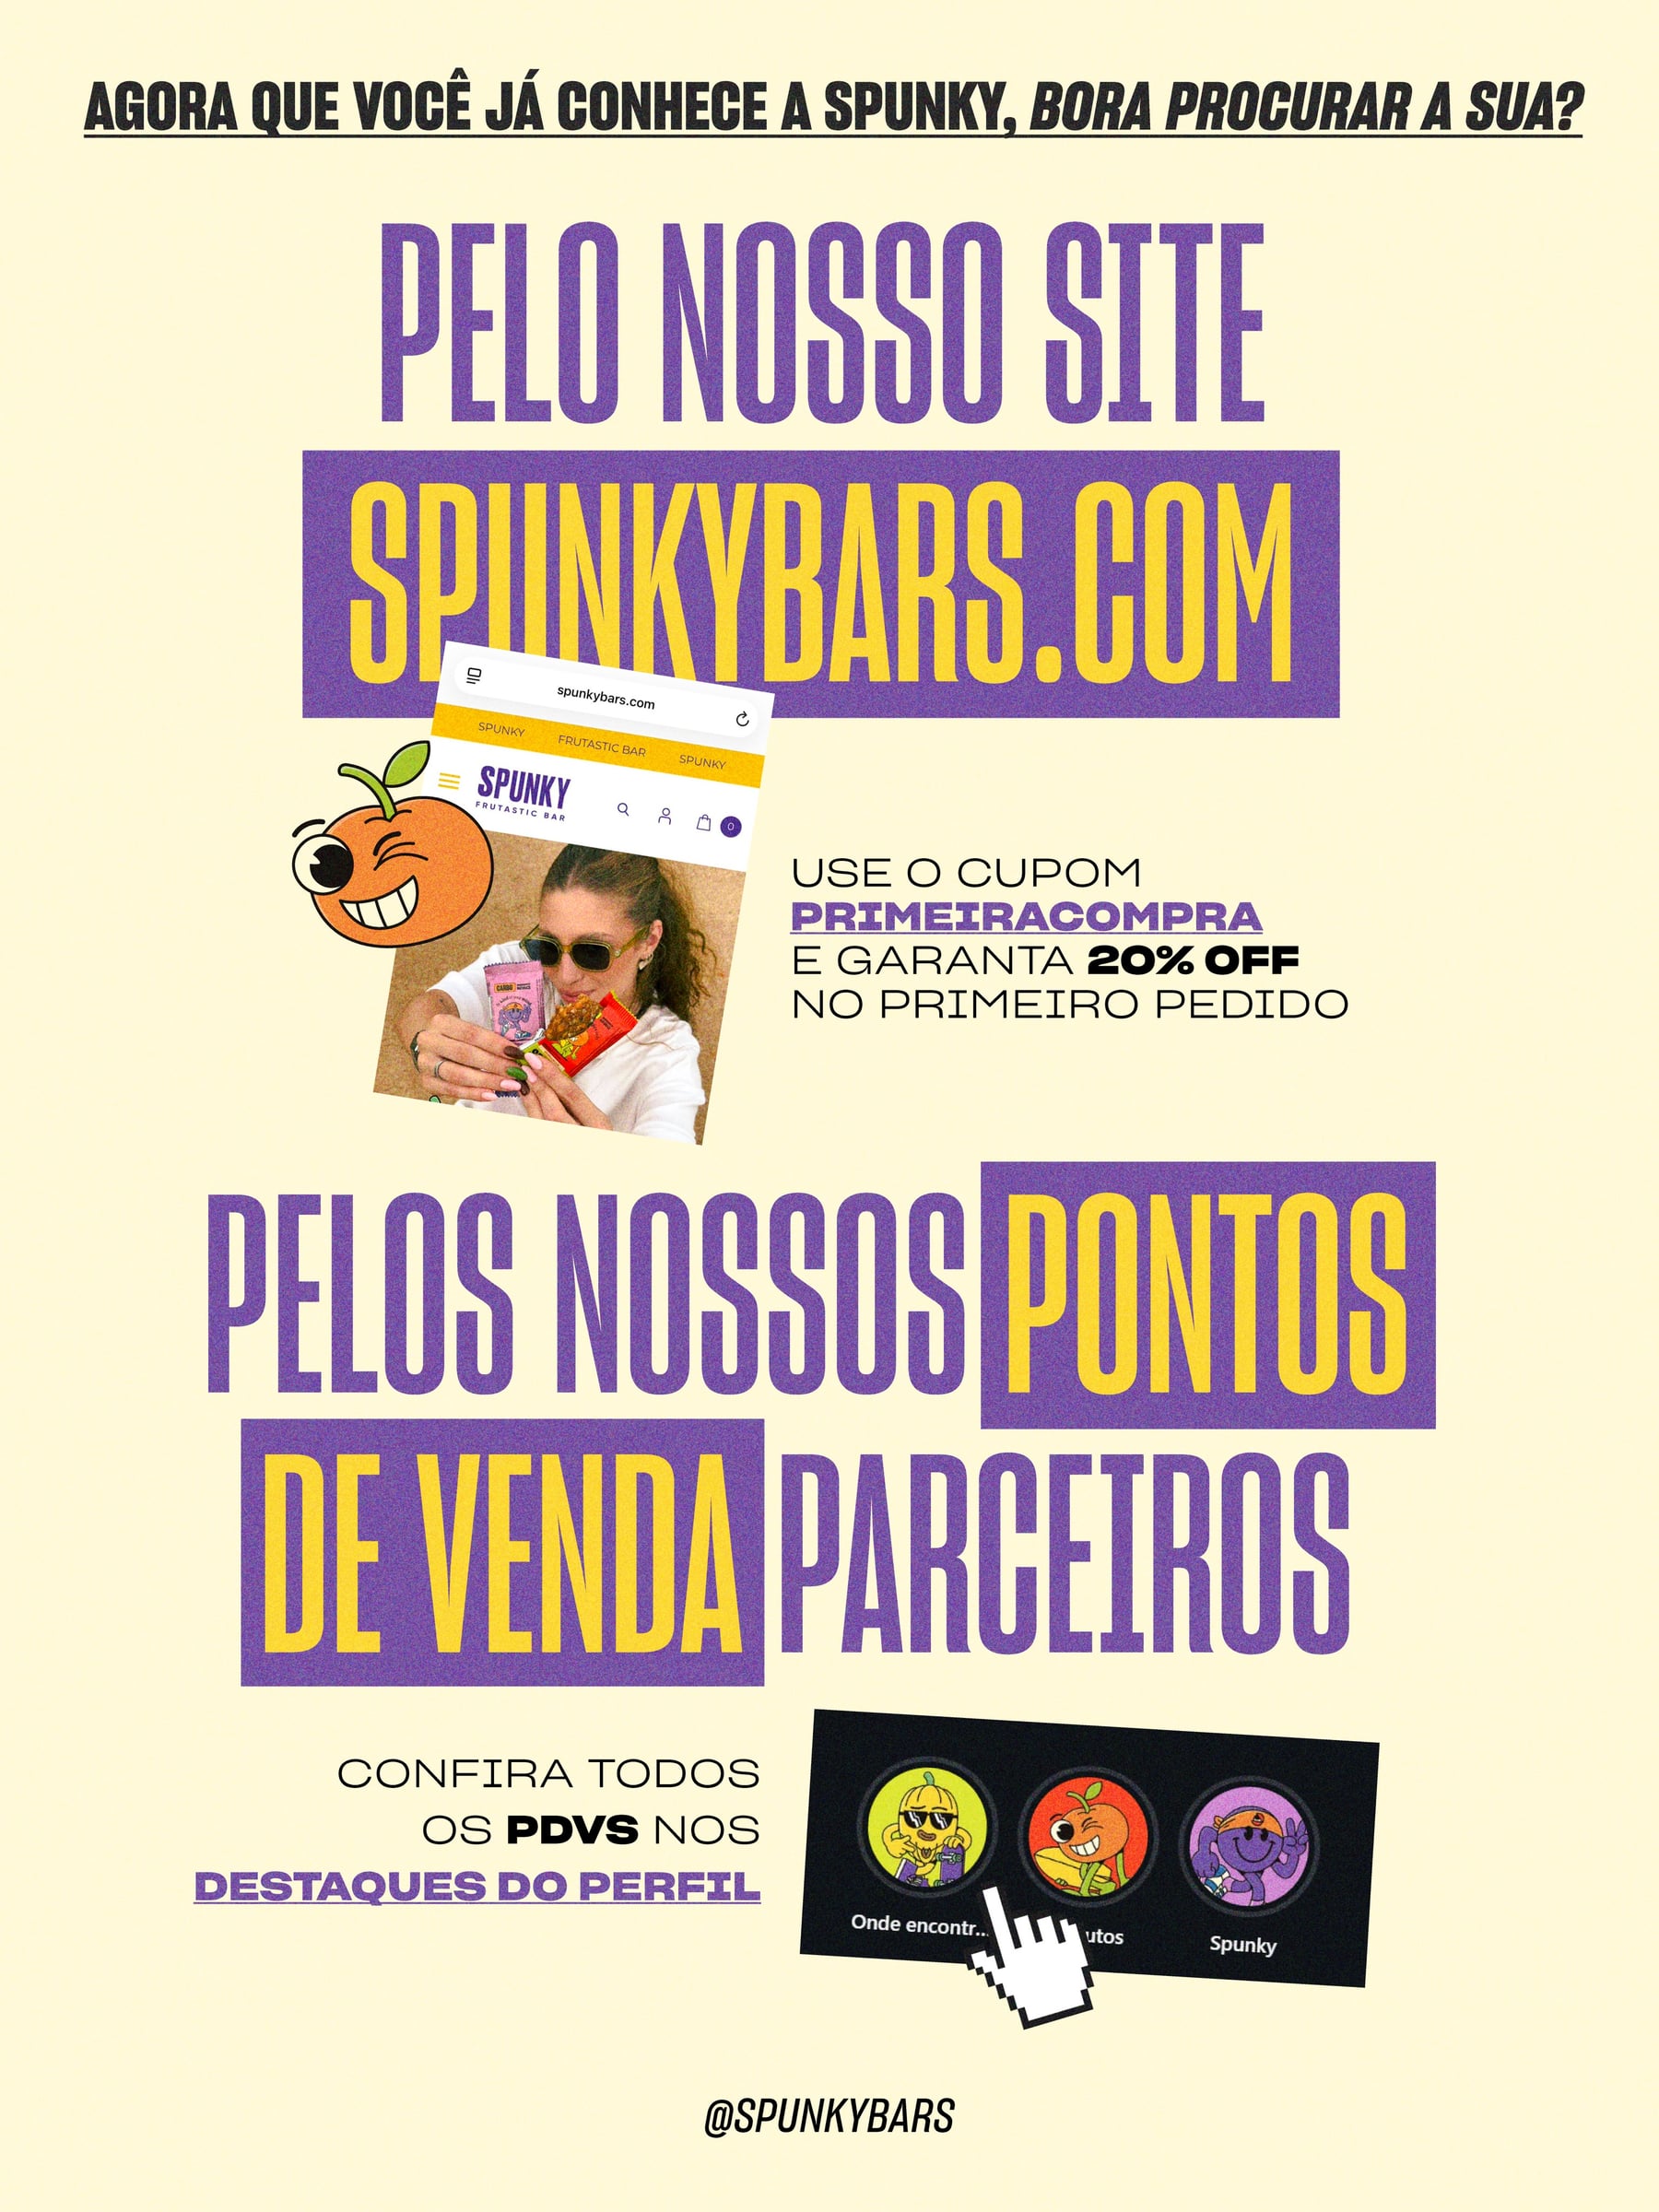 AGORA QUE VOCÊ JÁ CONHECE A SPUNKY, BORA PROCURAR A SUA?
PELO NOSSO SITE
SPUNKYBARS.COM
spunkybars.com
SPUNKY FRUTASTIC BAR SPUNKY
SPUNKY
FRUTASTIC BAR
0
CARBO
USE O CUPOM
PRIMEIRACOMPRA
E GARANTA 20% OFF
NO PRIMEIRO PEDIDO
PELOS NOSSOS PONTOS
DE VENDA PARCEIROS
CONFIRA TODOS
OS PDVS NOS
DESTAQUES DO PERFIL
Onde encontr... utos Spunky
@SPUNKYBARS